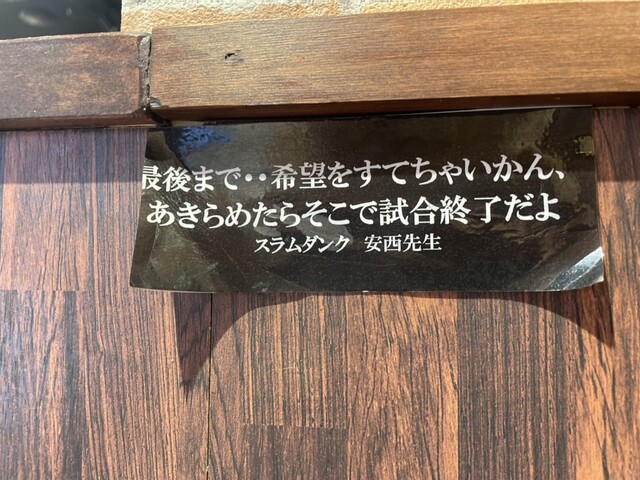 最後まで‥希望をすてちゃいかん、
あきらめたらそこで試合終了だよ
スラムダンク 安西先生